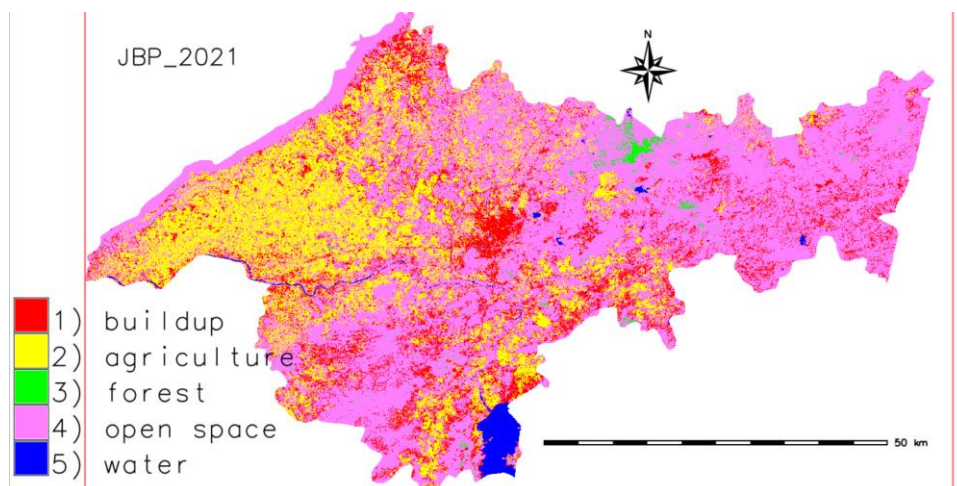 JBP_2021
N
1) buildup
2) agriculture
3) forest
4) open space
5) water
50 km